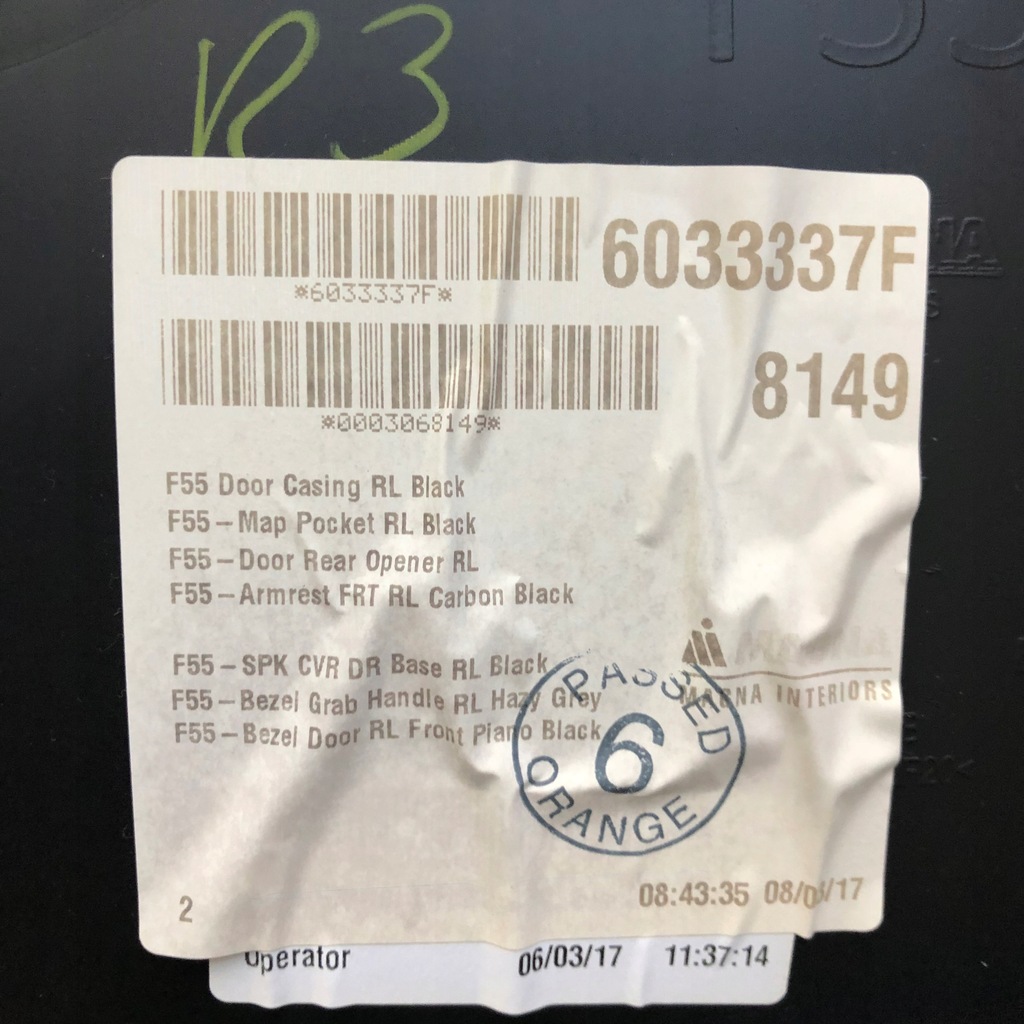 R3
6033337F
*6033337F*
8149
*0003068149*
F55 Door Casing RL Black
F55-Map Pocket RL Black
F55-Door Rear Opener RL
F55-Armrest FRT RL Carbon Black
F55-SPK CVR DR Base RL Black
F55-Bezel Grab Handle RL Hazy Grey
F55-Bezel Door RL Front Piano Black
MAGNA INTERIORS
PASSED
6
ORANGE
08:43:35
2
Operator 06/03/17 11:37:14